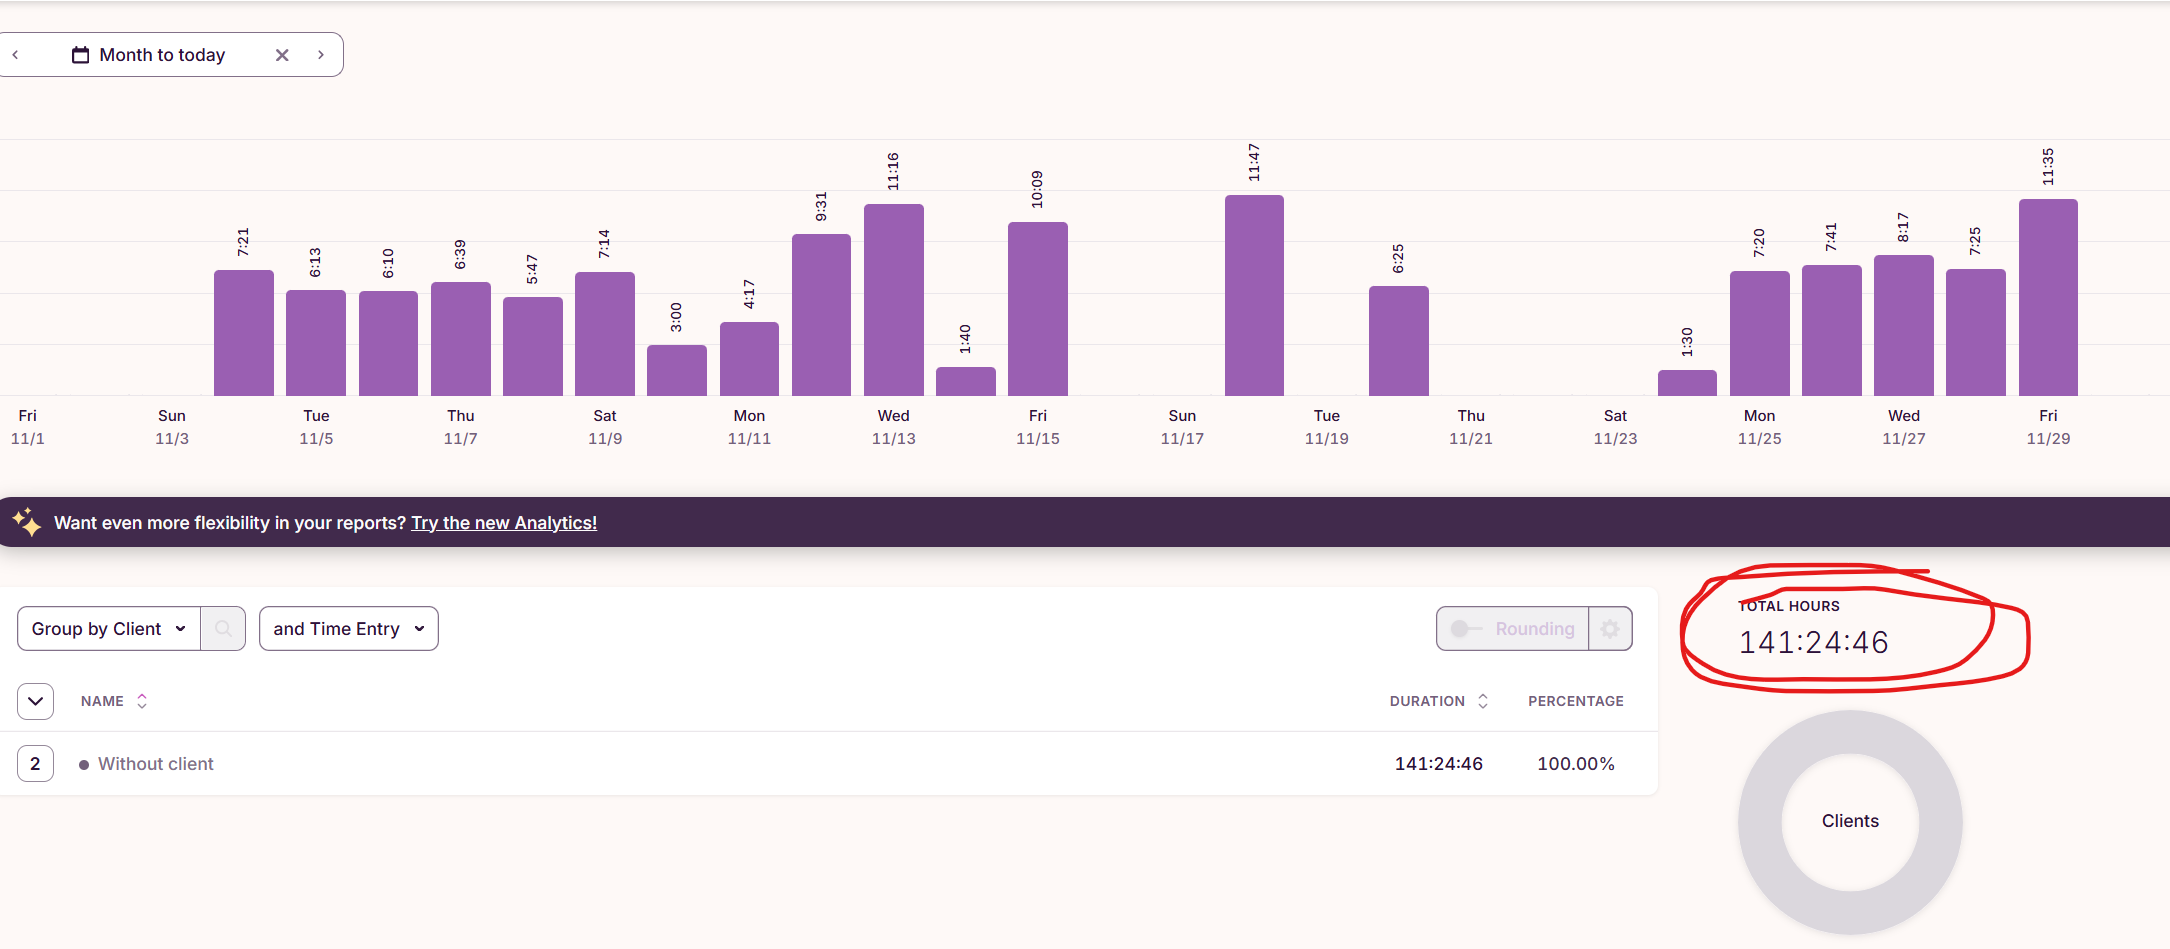 Month to today
7:21
6:13
6:10
6:39
5:47
7:14
3:00
4:17
9:31
11:16
1:40
10:09
11:47
6:25
1:30
7:20
7:41
8:17
7:25
11:35
Fri Sun Tue Thu Sat Mon Wed Fri Sun Tue Thu Sat Mon Wed Fri
11/1 11/3 11/5 11/7 11/9 11/11 11/13 11/15 11/17 11/19 11/21 11/23 11/25 11/27 11/29
Want even more flexibility in your reports? Try the new Analytics!
Group by Client and Time Entry Rounding
TOTAL HOURS
141:24:46
NAME DURATION PERCENTAGE
2 Without client 141:24:46 100.00%
Clients